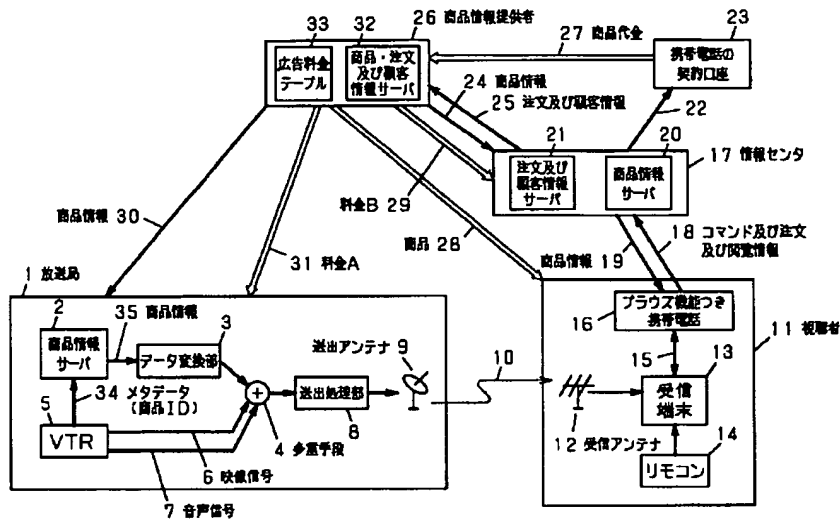 33
32
26 商品情報提供者
広告料金
テーブル
商品・注文
及び顧客
情報サーバ
27 商品代金
23
携帯電話の
契約口座
24 商品情報
25 注文及び顧客情報
22
21
20
注文及び
顧客情報
サーバ
商品情報
サーバ
17 情報センタ
商品情報 30
料金B 29
商品 28
31 料金A
18 コマンド及び注文
及び閲覧情報
商品情報 19
1 放送局
2
商品情報
サーバ
35 商品情報
3
データ変換部
34 メタデータ
(商品ID)
5
VTR
4 多重手段
6 映像信号
7 音声信号
送出処理部
8
送出アンテナ 9
10
16
ブラウズ機能つき
携帯電話
11 視聴者
15
13
受信
端末
12 受信アンテナ
14
リモコン